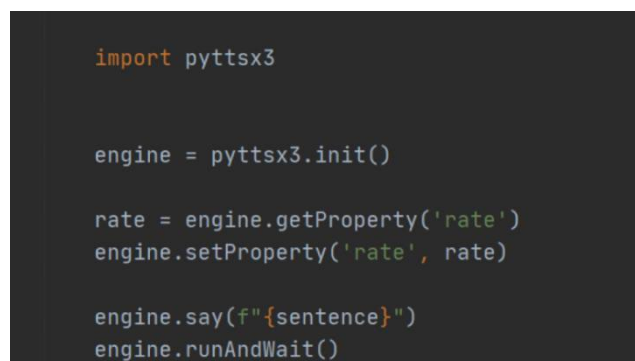 import pyttsx3
engine = pyttsx3.init()
rate = engine.getProperty('rate')
engine.setProperty('rate', rate)
engine.say(f"{sentence}")
engine.runAndWait()